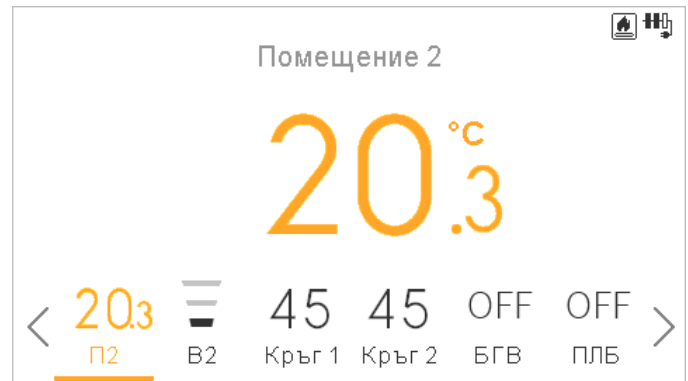 Помещение 2
20.3 °C
20.3 45 45 OFF OFF
П2 В2 Кръг 1 Кръг 2 БГВ ПЛБ